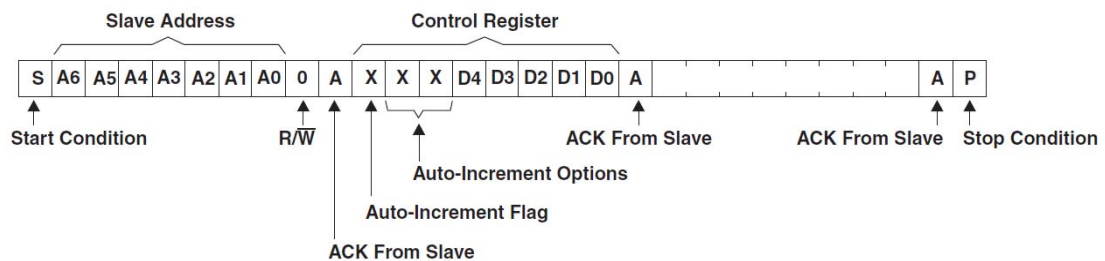 Slave Address Control Register
S A6 A5 A4 A3 A2 A1 A0 0 A X X X D4 D3 D2 D1 D0 A A P
Start Condition R/W̅ ACK From Slave ACK From Slave Stop Condition
Auto-Increment Options
Auto-Increment Flag
ACK From Slave